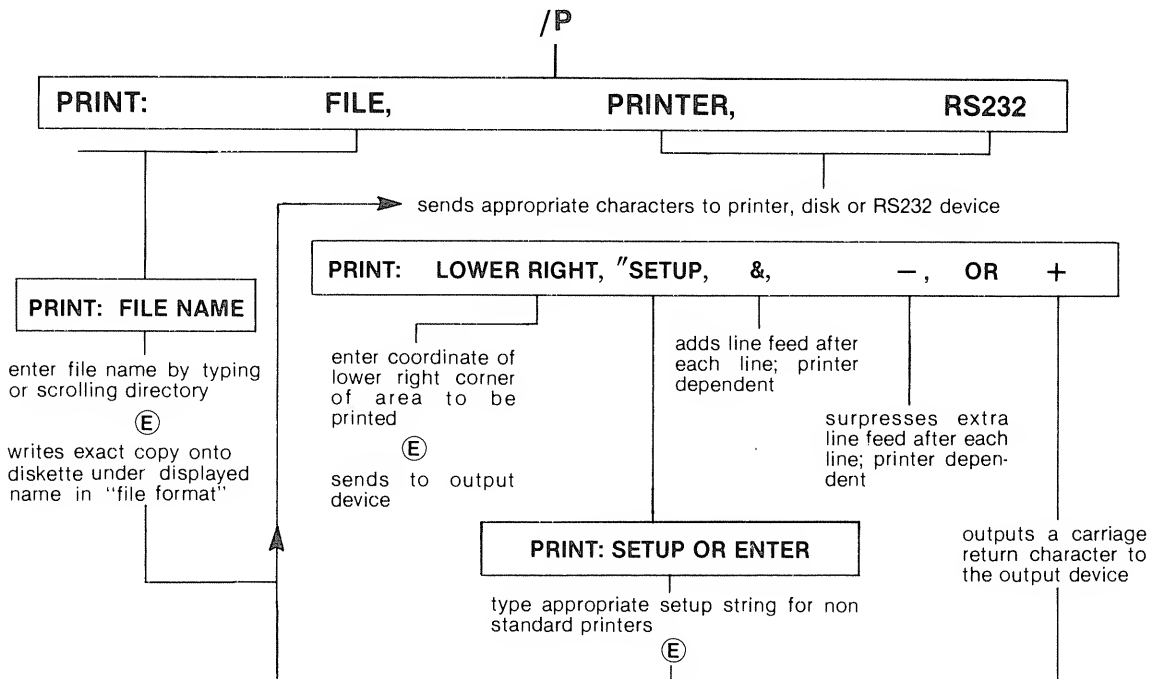 /P
PRINT: FILE, PRINTER, RS232
sends appropriate characters to printer, disk or RS232 device
PRINT: LOWER RIGHT, "SETUP, &, –, OR +
PRINT: FILE NAME
enter file name by typing
or scrolling directory
E
writes exact copy onto
diskette under displayed
name in "file format"
enter coordinate of
lower right corner
of area to be
printed
E
sends to output
device
adds line feed after
each line; printer
dependent
surpresses extra
line feed after each
line; printer depen-
dent
outputs a carriage
return character to
the output device
PRINT: SETUP OR ENTER
type appropriate setup string for non
standard printers
E